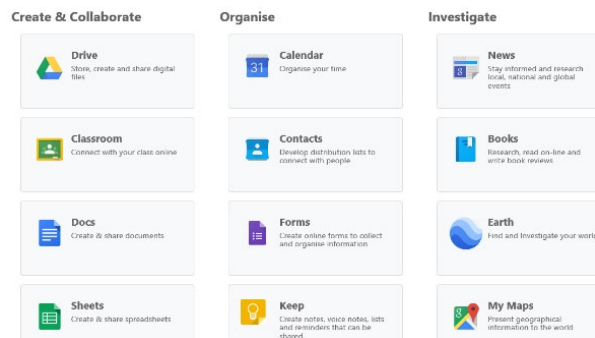 Create & Collaborate
Drive
Store, create and share digital
files
Classroom
Connect with your class online
Docs
Create & share documents
Sheets
Create & share spreadsheets
Organise
31
Calendar
Organise your time
Contacts
Develop distribution lists to
connect with people
Forms
Create online forms to collect
and organise information
Keep
Create notes, voice notes, lists
and reminders that can be
shared
Investigate
News
Stay informed and research
local, national and global
events
Books
Research, read on-line and
write book reviews
Earth
Find and Investigate your worl
My Maps
Present geographical
information to the world